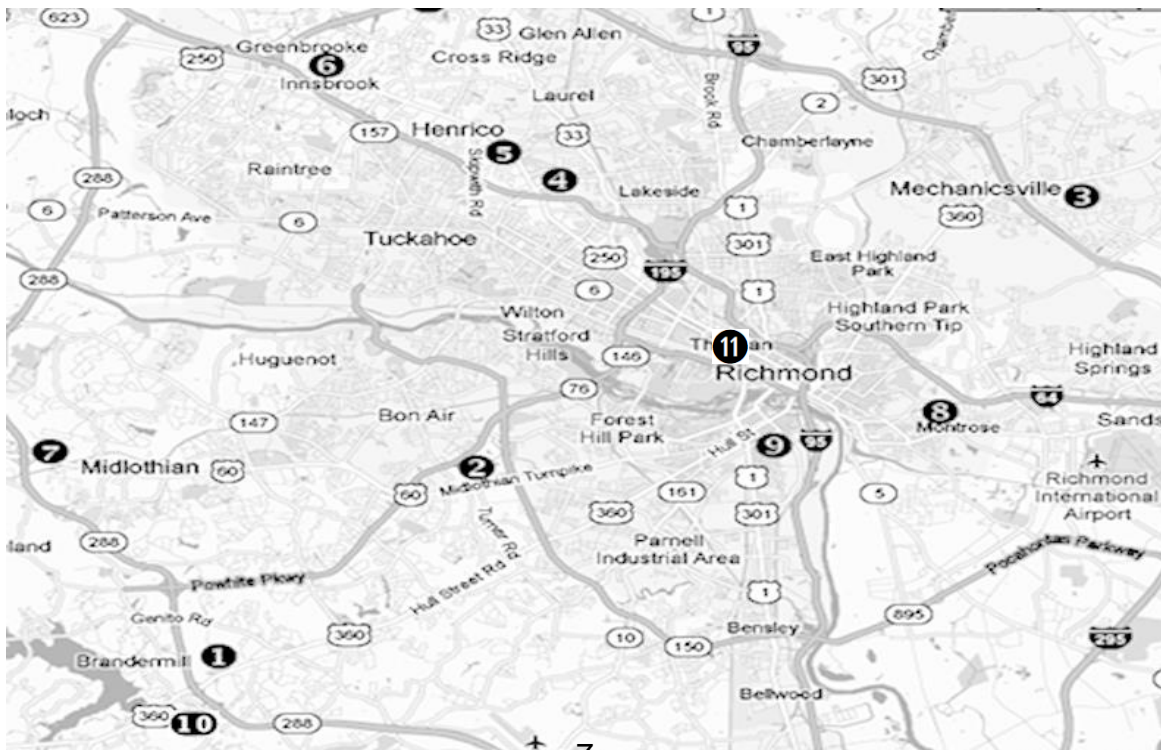 623
33
Glen Allen
1
95
Greenbrooke
250
6
Cross Ridge
Innsbrook
301
Laurel
Brook Rd
2
lloch
157
Henrico
33
Chamberlayne
5
Skipwith Rd
Raintree
288
4
Lakeside
Mechanicsville
3
6
Patterson Ave
6
1
360
Tuckahoe
301
250
East Highland
Park
195
288
6
1
Wilton
Highland Park
Southern Tip
Stratford
Hills
11
146
Highland
Springs
Huguenot
Richmond
76
64
Bon Air
147
Forest
Hill Park
8
Montrose
Sands
7
Hull St
9
95
Midlothian
60
2
Midlothian Turnpike
1
Richmond
International
Airport
60
161
5
360
301
Turner Rd
288
land
Parnell
Industrial Area
Pocahontas Parkway
Powhite Pkwy
Hull Street Rd
1
Genito Rd
895
360
10
Bensley
150
295
Brandermill
1
Bellwood
360
10
288